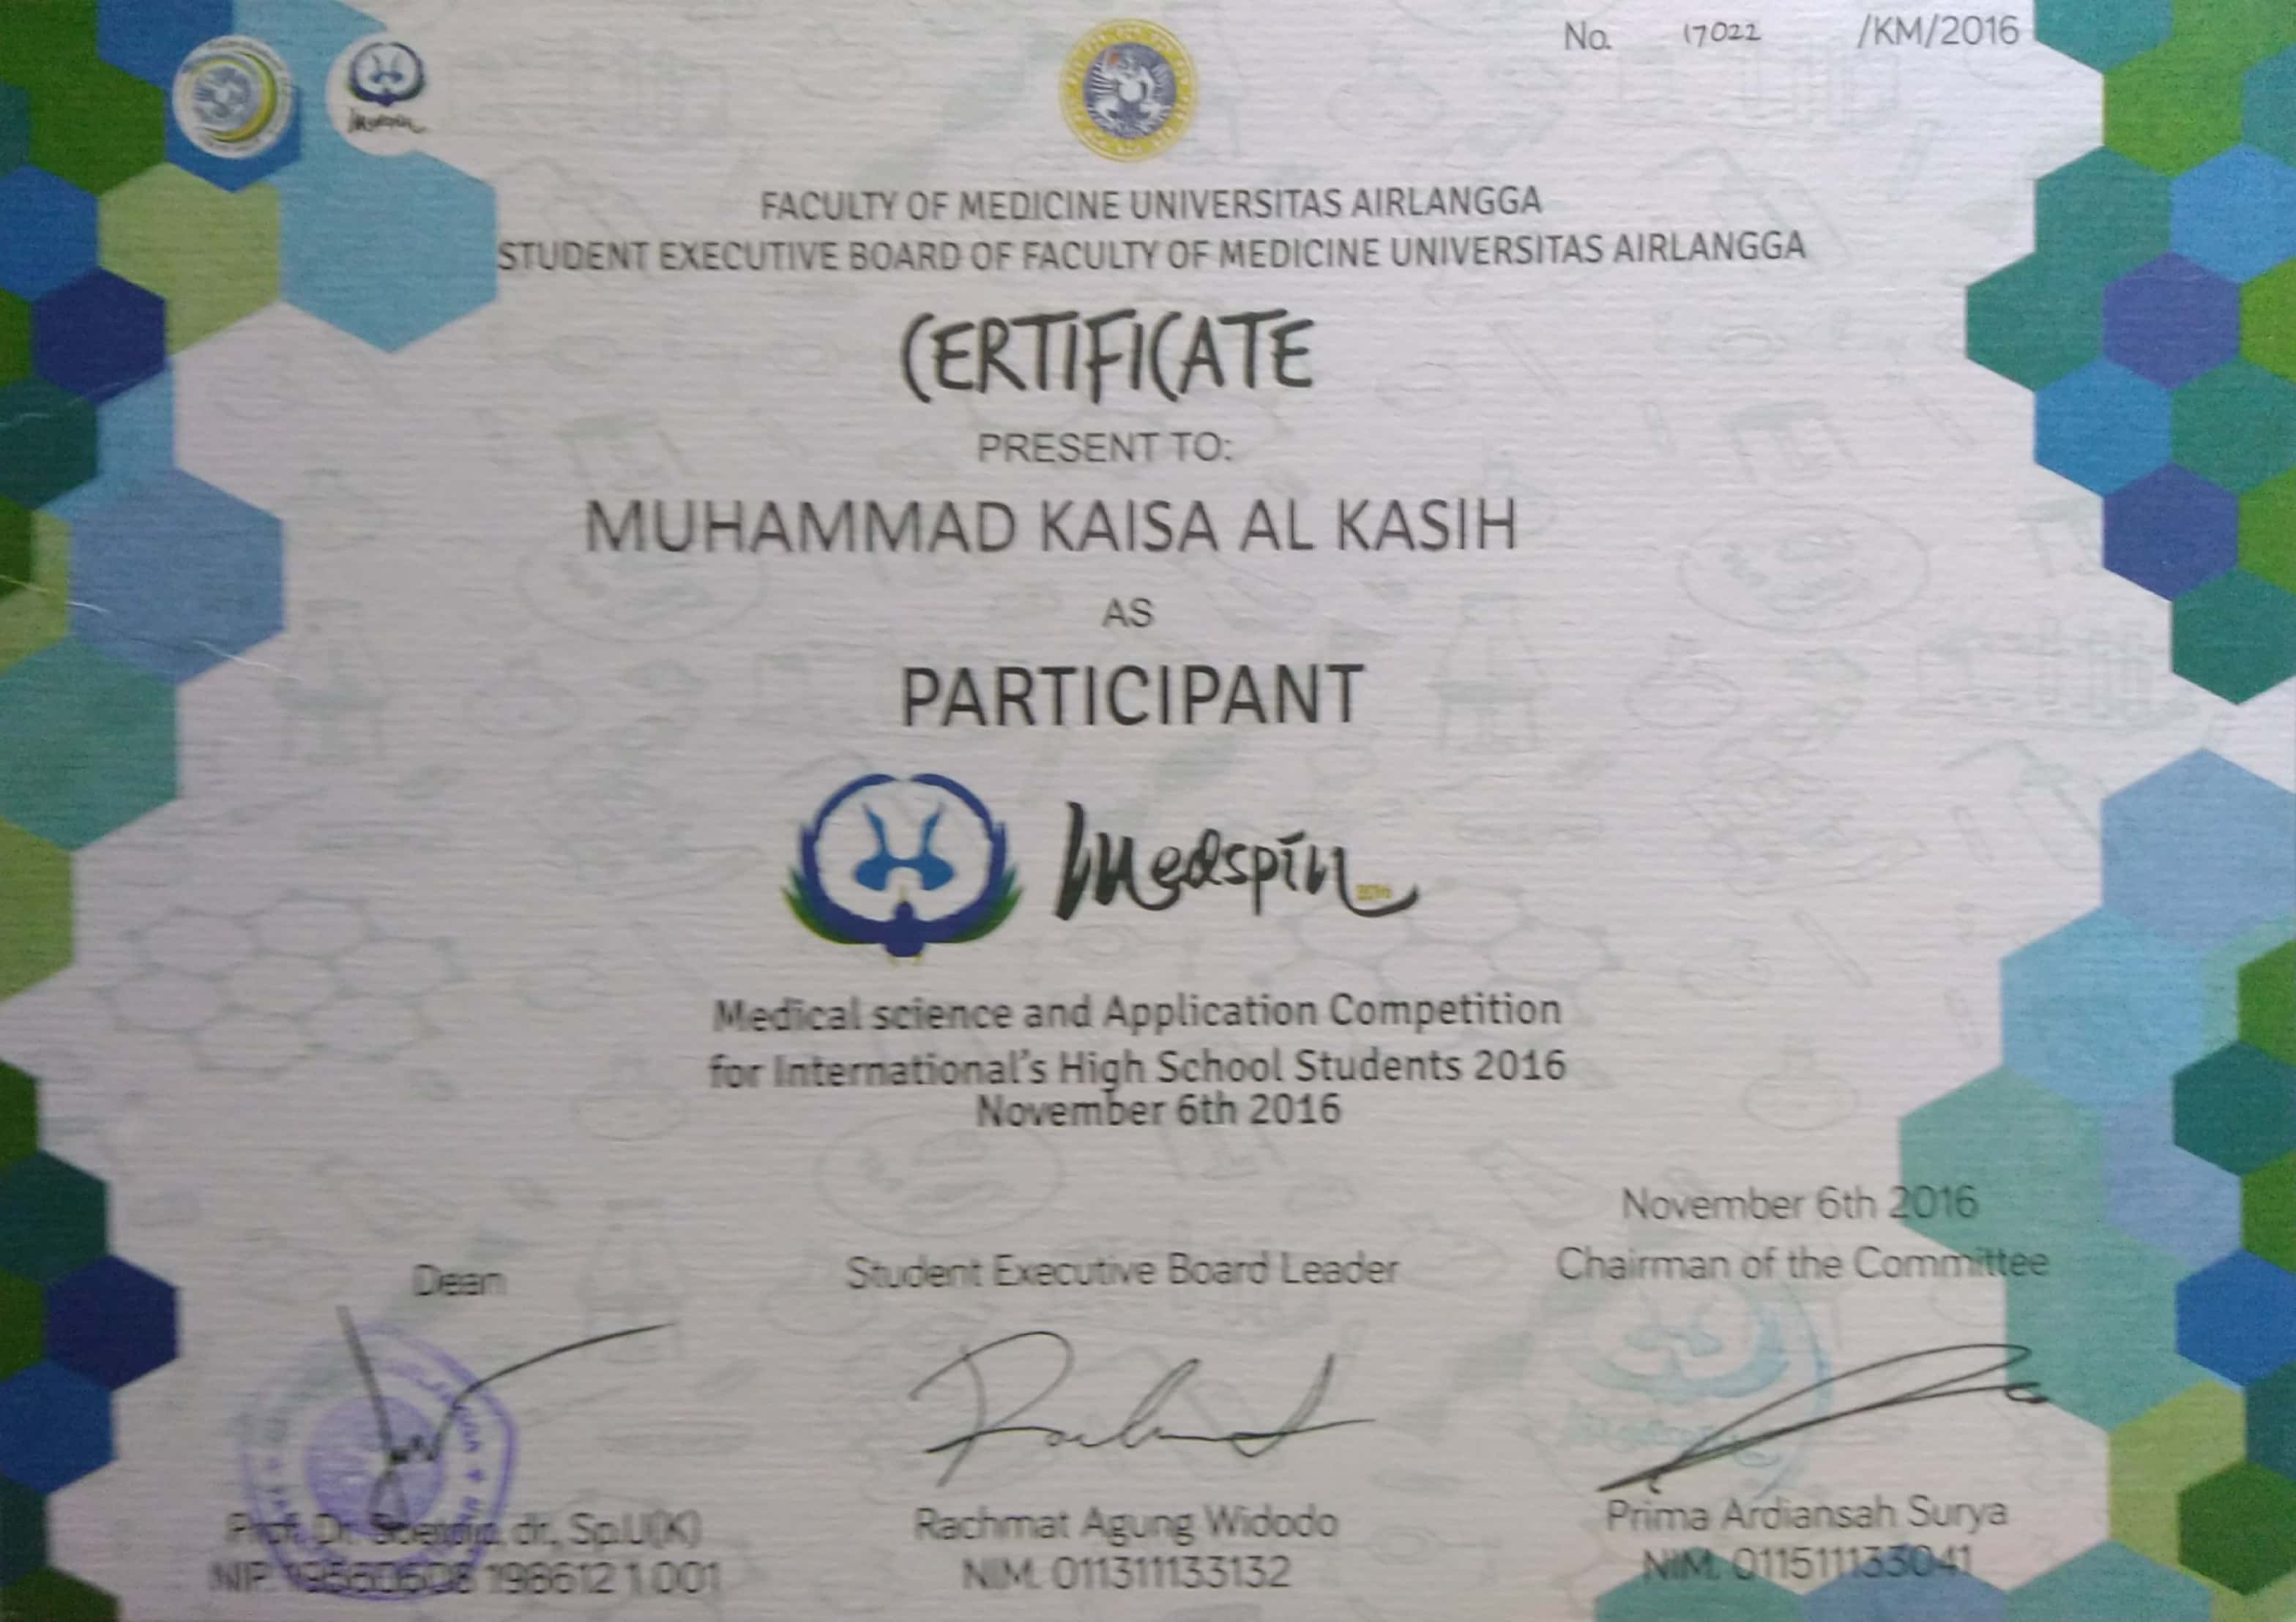 No. 17022 /KM/2016
Medspin
FACULTY OF MEDICINE UNIVERSITAS AIRLANGGA
STUDENT EXECUTIVE BOARD OF FACULTY OF MEDICINE UNIVERSITAS AIRLANGGA
CERTIFICATE
PRESENT TO:
MUHAMMAD KAISA AL KASIH
AS
PARTICIPANT
Medspin
2016
Medical science and Application Competition
for International's High School Students 2016
November 6th 2016
November 6th 2016
Dean
Student Executive Board Leader
Chairman of the Committee
Prof. Dr. Soetojo, dr., Sp.U(K)
Rachmat Agung Widodo
Prima Ardiansah Surya
NIP. 19560608 198612 1.001
NIM. 011311133132
NIM. 011511133041